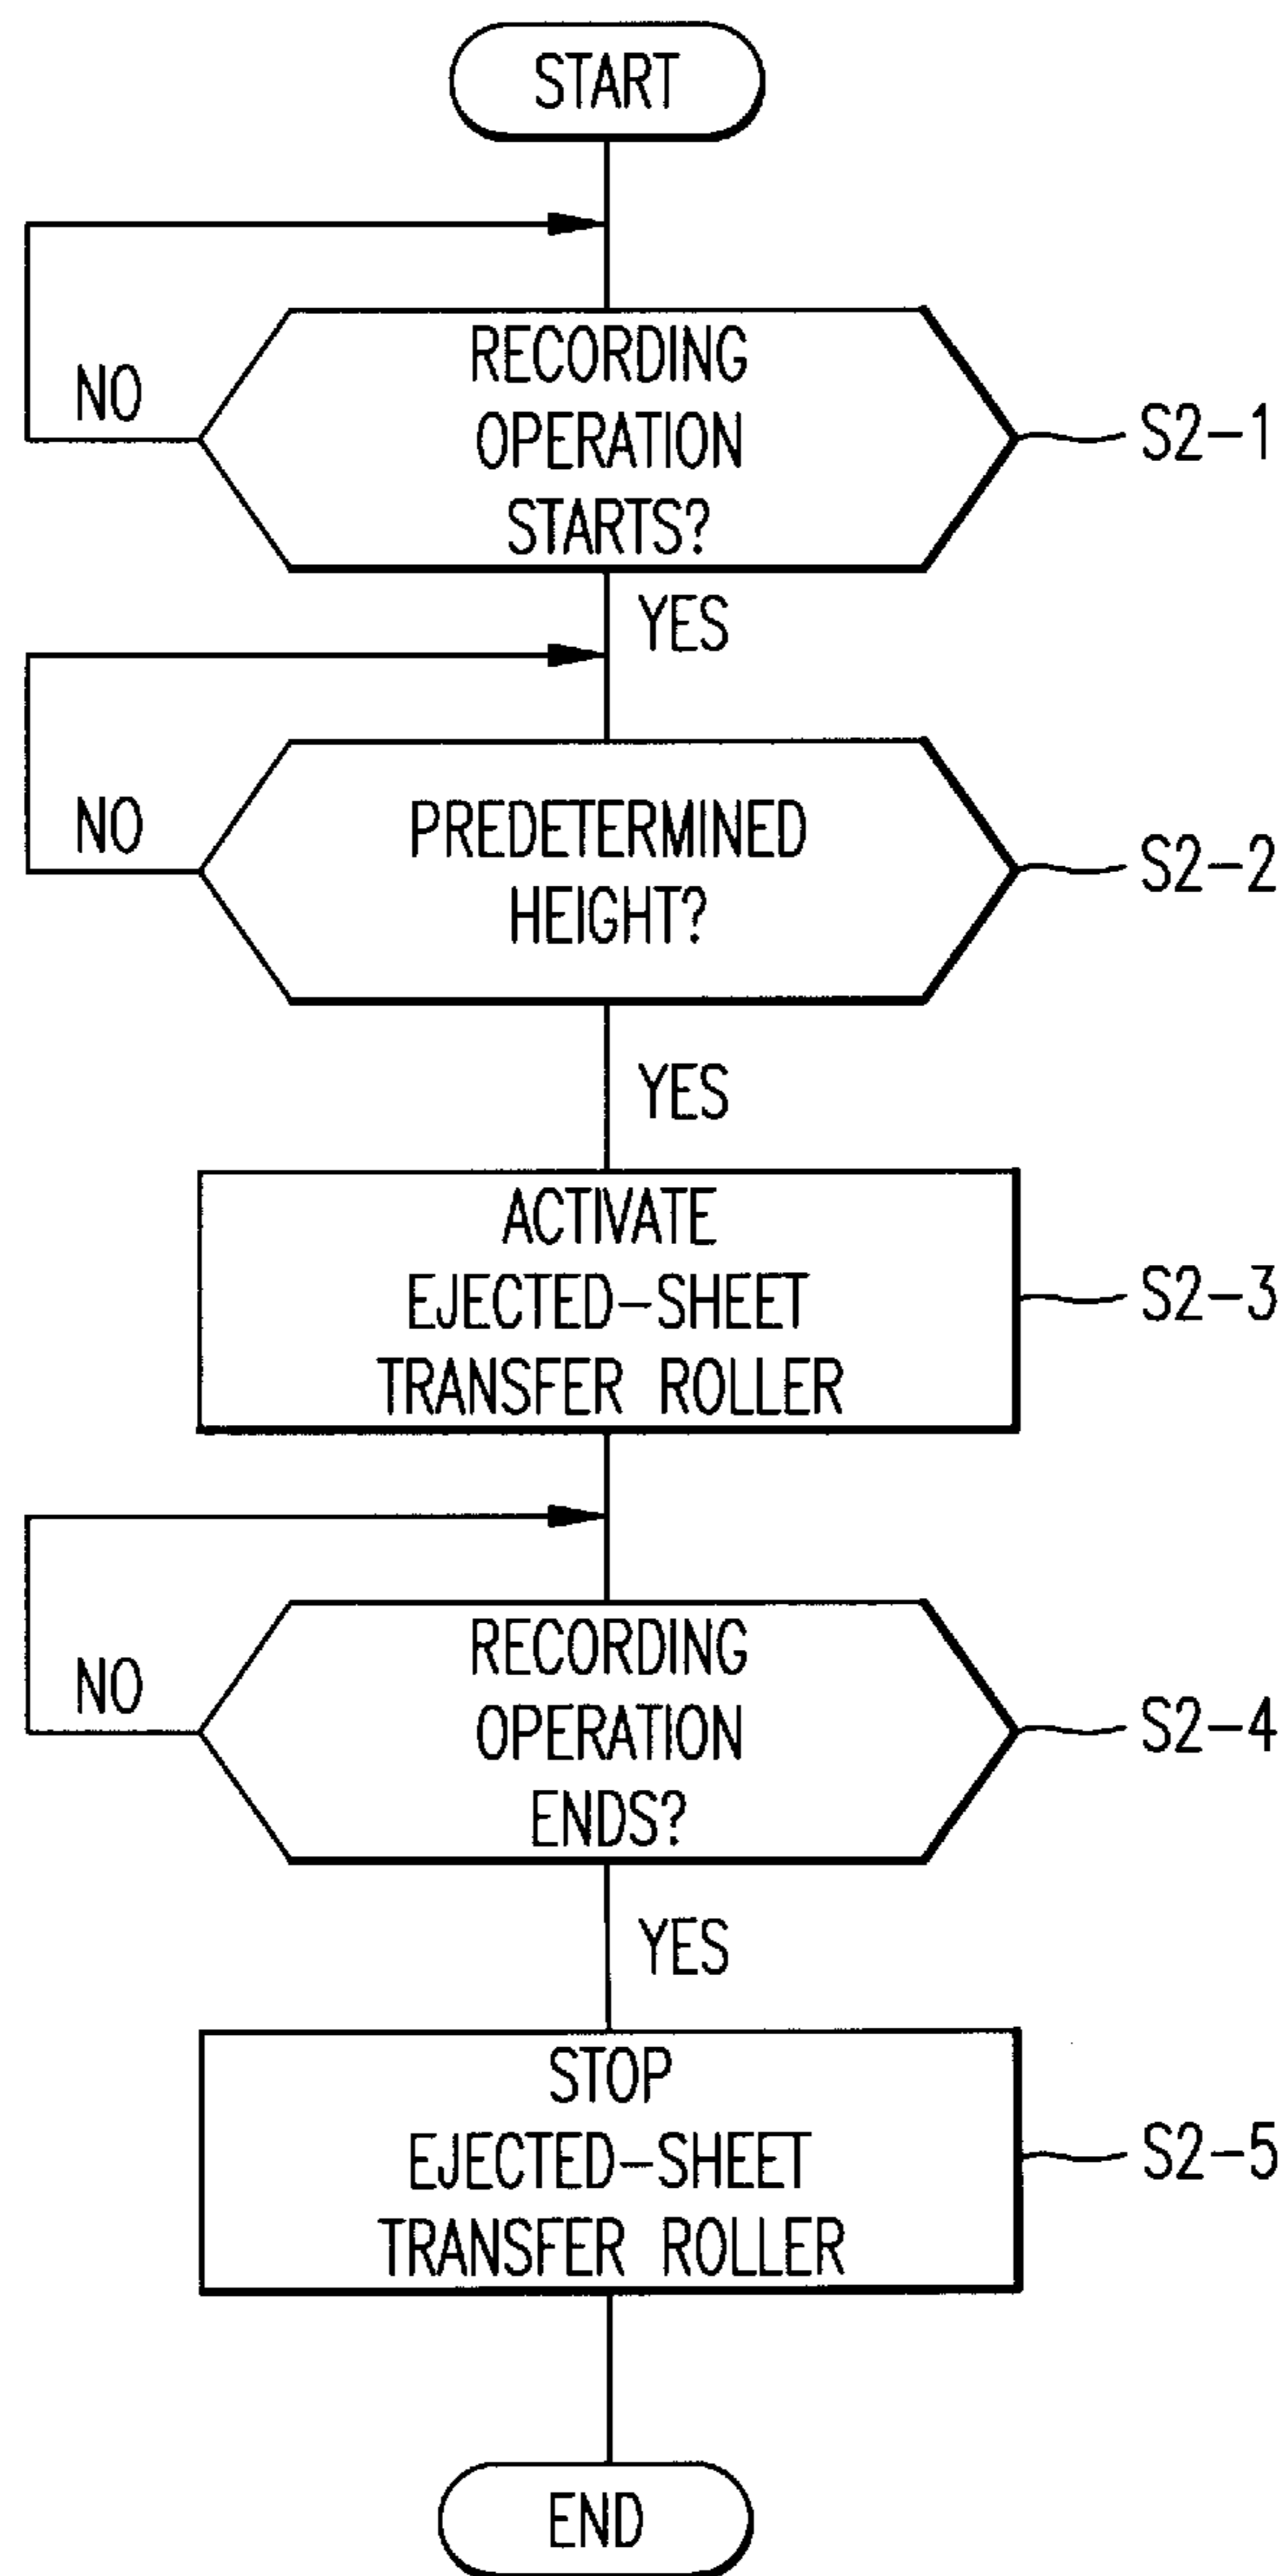 START
NO
RECORDING
OPERATION
STARTS?
S2-1
YES
NO
PREDETERMINED
HEIGHT?
S2-2
YES
ACTIVATE
EJECTED-SHEET
TRANSFER ROLLER
S2-3
NO
RECORDING
OPERATION
ENDS?
S2-4
YES
STOP
EJECTED-SHEET
TRANSFER ROLLER
S2-5
END